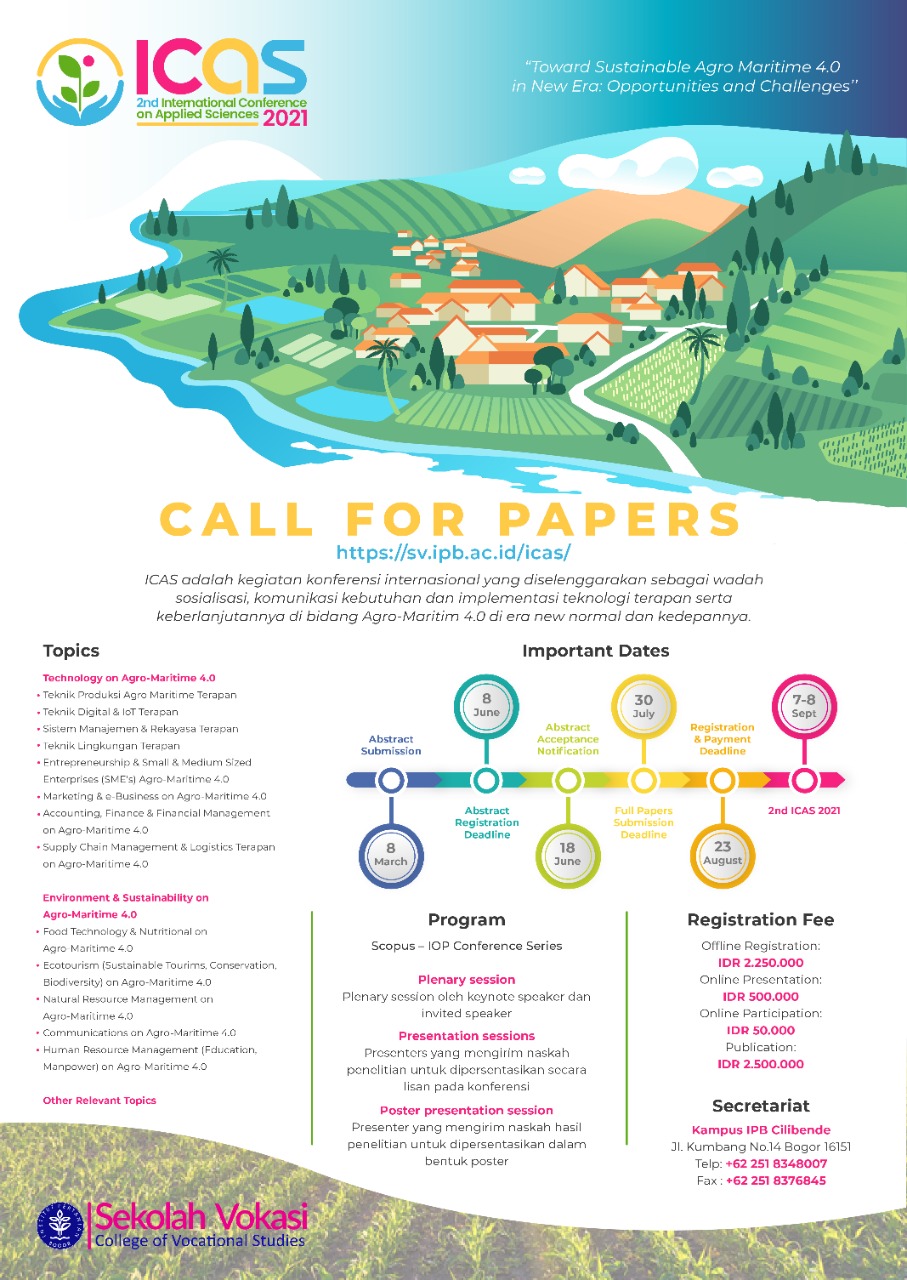 ICAS
2nd International Conference
on Applied Sciences 2021
“Toward Sustainable Agro Maritime 4.0
in New Era: Opportunities and Challenges’’
CALL FOR PAPERS
https://sv.ipb.ac.id/icas/
ICAS adalah kegiatan konferensi internasional yang diselenggarakan sebagai wadah
sosialisasi, komunikasi kebutuhan dan implementasi teknologi terapan serta
keberlanjutannya di bidang Agro-Maritim 4.0 di era new normal dan kedepannya.
Topics
Technology on Agro-Maritime 4.0
• Teknik Produksi Agro Maritime Terapan
• Teknik Digital & IoT Terapan
• Sistem Manajemen & Rekayasa Terapan
• Teknik Lingkungan Terapan
• Entrepreneurship & Small & Medium Sized
Enterprises (SME's) Agro-Maritime 4.0
• Marketing & e-Business on Agro-Maritime 4.0
• Accounting, Finance & Financial Management
on Agro-Maritime 4.0
• Supply Chain Management & Logistics Terapan
on Agro-Maritime 4.0
Environment & Sustainability on
Agro-Maritime 4.0
• Food Technology & Nutritional on
Agro-Maritime 4.0
• Ecotourism (Sustainable Tourims, Conservation,
Biodiversity) on Agro-Maritime 4.0
• Natural Resource Management on
Agro-Maritime 4.0
• Communications on Agro-Maritime 4.0
• Human Resource Management (Education,
Manpower) on Agro-Maritime 4.0
Other Relevant Topics
Important Dates
Abstract
Submission
8
March
8
June
Abstract
Registration
Deadline
Abstract
Acceptance
Notification
18
June
30
July
Full Papers
Submission
Deadline
Registration
& Payment
Deadline
23
August
7-8
Sept
2nd ICAS 2021
Program
Scopus – IOP Conference Series
Plenary session
Plenary session oleh keynote speaker dan
invited speaker
Presentation sessions
Presenters yang mengirim naskah
penelitian untuk dipersentasikan secara
lisan pada konferensi
Poster presentation session
Presenter yang mengirim naskah hasil
penelitian untuk dipersentasikan dalam
bentuk poster
Registration Fee
Offline Registration:
IDR 2.250.000
Online Presentation:
IDR 500.000
Online Participation:
IDR 50.000
Publication:
IDR 2.500.000
Secretariat
Kampus IPB Cilibende
Jl. Kumbang No.14 Bogor 16151
Telp: +62 251 8348007
Fax : +62 251 8376845
INSTITUT PERTANIAN
BOGOR
Sekolah Vokasi
College of Vocational Studies